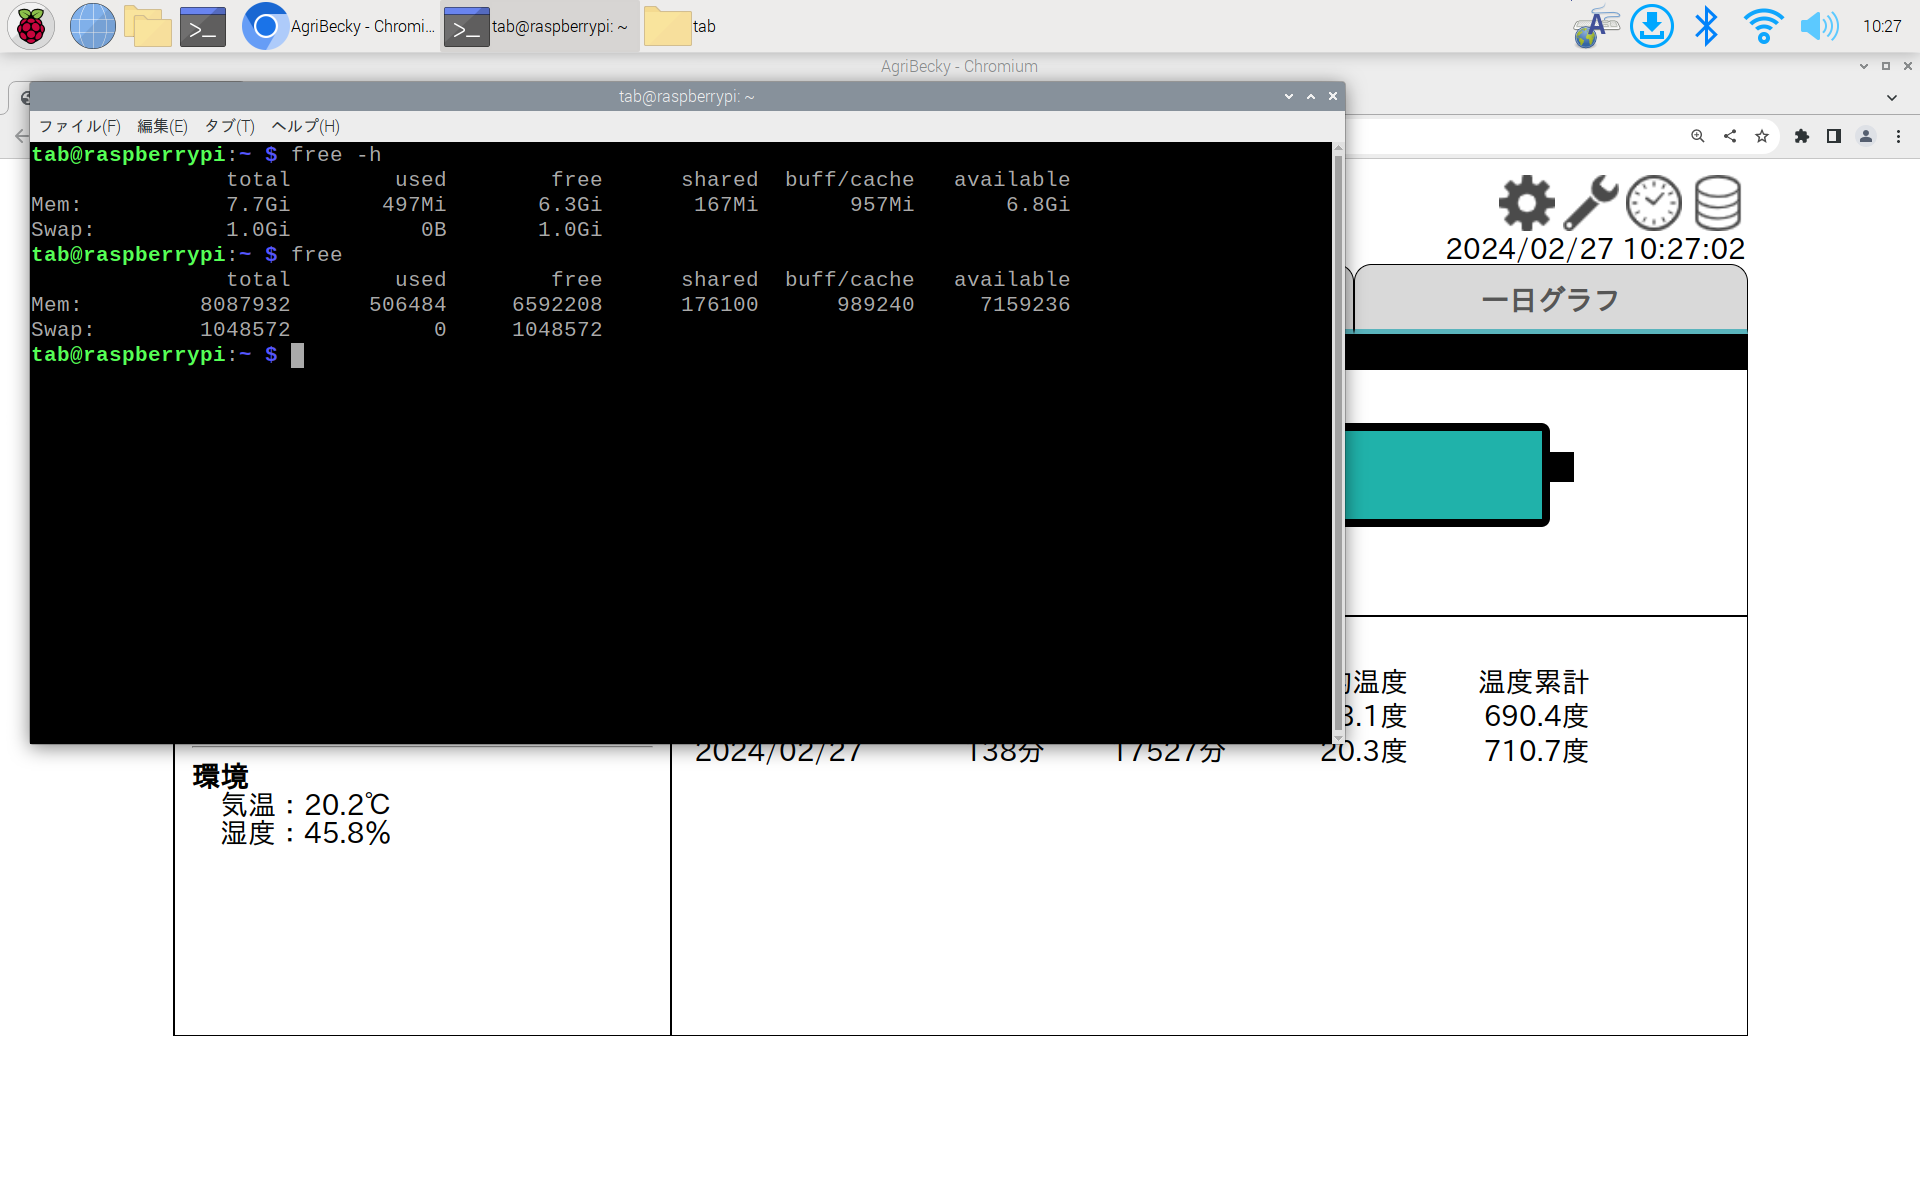 AgriBecky - Chromi...
tab@raspberrypi: ~
tab
10:27
AgriBecky - Chromium
tab@raspberrypi: ~
ファイル(F) 編集(E) タブ(T) ヘルプ(H)
tab@raspberrypi:~ $ free -h
total used free shared buff/cache available
Mem: 7.7Gi 497Mi 6.3Gi 167Mi 957Mi 6.8Gi
Swap: 1.0Gi 0B 1.0Gi
tab@raspberrypi:~ $ free
total used free shared buff/cache available
Mem: 8087932 506484 6592208 176100 989240 7159236
Swap: 1048572 0 1048572
tab@raspberrypi:~ $
2024/02/27 10:27:02
一日グラフ
温度 温度累計
3.1度 690.4度
2024/02/27 138分 17527分 20.3度 710.7度
環境
気温：20.2℃
湿度：45.8%